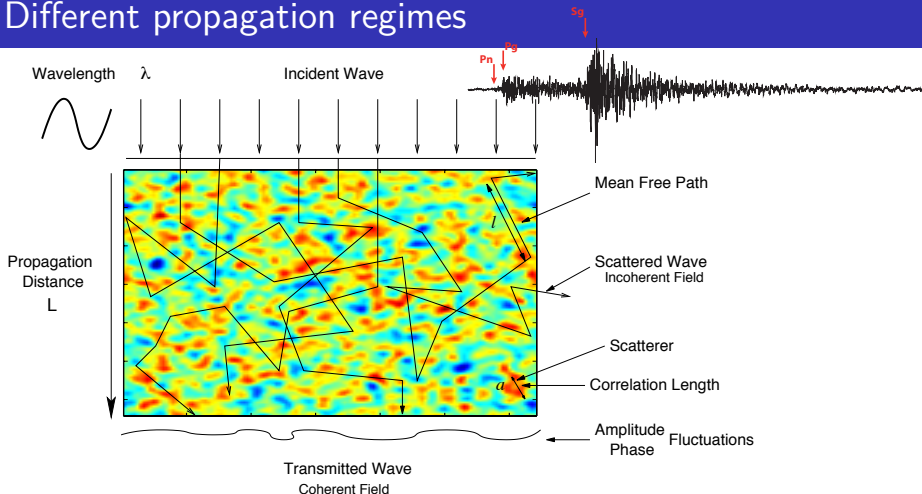 Different propagation regimes
Sg
Pg
Pn
Wavelength λ
Incident Wave
Mean Free Path
l
Propagation
Distance
L
Scattered Wave
Incoherent Field
Scatterer
a
Correlation Length
Amplitude
Phase
Fluctuations
Transmitted Wave
Coherent Field